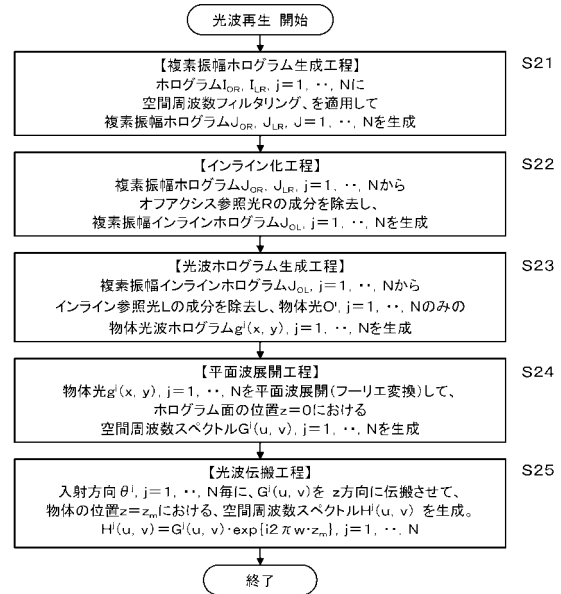 光波再生 開始
S21
【複素振幅ホログラム生成工程】
ホログラムI_OR, I_LR, j=1, ‥, Nに
空間周波数フィルタリング、を適用して
複素振幅ホログラムJ_OR, J_LR, J=1, ‥, Nを生成
S22
【インライン化工程】
複素振幅ホログラムJ_OR, J_LR, j=1, ‥, Nから
オフアクシス参照光Rの成分を除去し、
複素振幅インラインホログラムJ_OL, j=1, ‥, Nを生成
S23
【光波ホログラム生成工程】
複素振幅インラインホログラムJ_OL, j=1, ‥, Nから
インライン参照光Lの成分を除去し、物体光O', j=1, ‥, Nのみの
物体光波ホログラムg^j(x, y), j=1, ‥, Nを生成
S24
【平面波展開工程】
物体光g^j(x, y), j=1, ‥, Nを平面波展開(フーリエ変換)して、
ホログラム面の位置z=0における
空間周波数スペクトルG^j(u, v), j=1, ‥, Nを生成
S25
【光波伝搬工程】
入射方向θ^j, j=1, ‥, N毎に、G^j(u, v)を z方向に伝搬させて、
物体の位置z=z_mにおける、空間周波数スペクトルH^j(u, v) を生成。
H^j(u, v)=G^j(u, v)・exp{i2πw・z_m}, j=1, ‥, N
終了